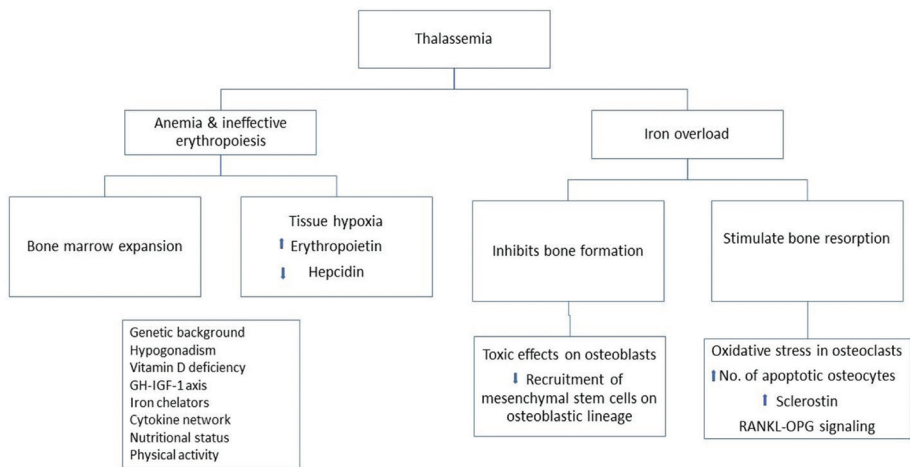 Thalassemia
Anemia & ineffective
erythropoiesis
Iron overload
Bone marrow expansion
Tissue hypoxia
Erythropoietin
Hepcidin
Inhibits bone formation
Stimulate bone resorption
Genetic background
Hypogonadism
Vitamin D deficiency
GH-IGF-1 axis
Iron chelators
Cytokine network
Nutritional status
Physical activity
Toxic effects on osteoblasts
Recruitment of
mesenchymal stem cells on
osteoblastic lineage
Oxidative stress in osteoclasts
No. of apoptotic osteocytes
Sclerostin
RANKL-OPG signaling